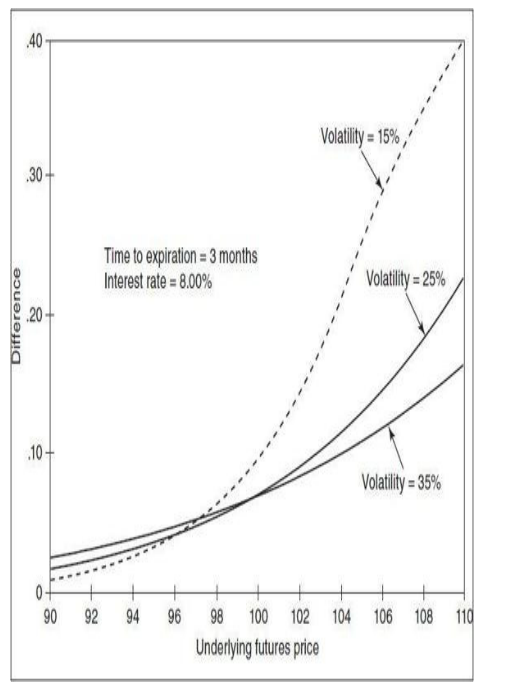 .40
Volatility = 15%
.30
Time to expiration = 3 months
Interest rate = 8.00%
Volatility = 25%
Difference
.20
.10
Volatility = 35%
0
90 92 94 96 98 100 102 104 106 108 110
Underlying futures price